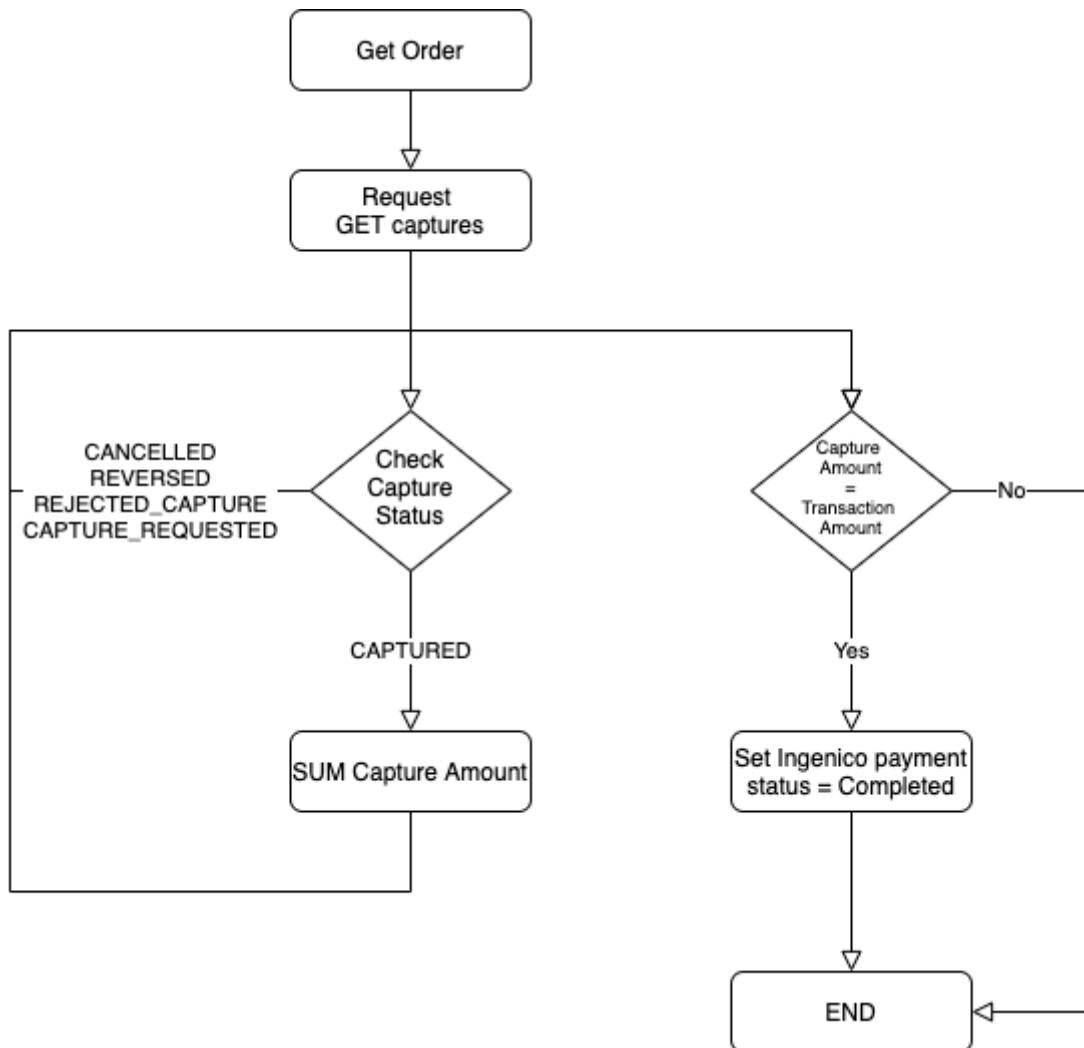 Get Order
Request
GET captures
CANCELLED
REVERSED
REJECTED_CAPTURE
CAPTURE_REQUESTED
Check
Capture
Status
Capture
Amount
=
Transaction
Amount
No
CAPTURED
Yes
SUM Capture Amount
Set Ingenico payment
status = Completed
END